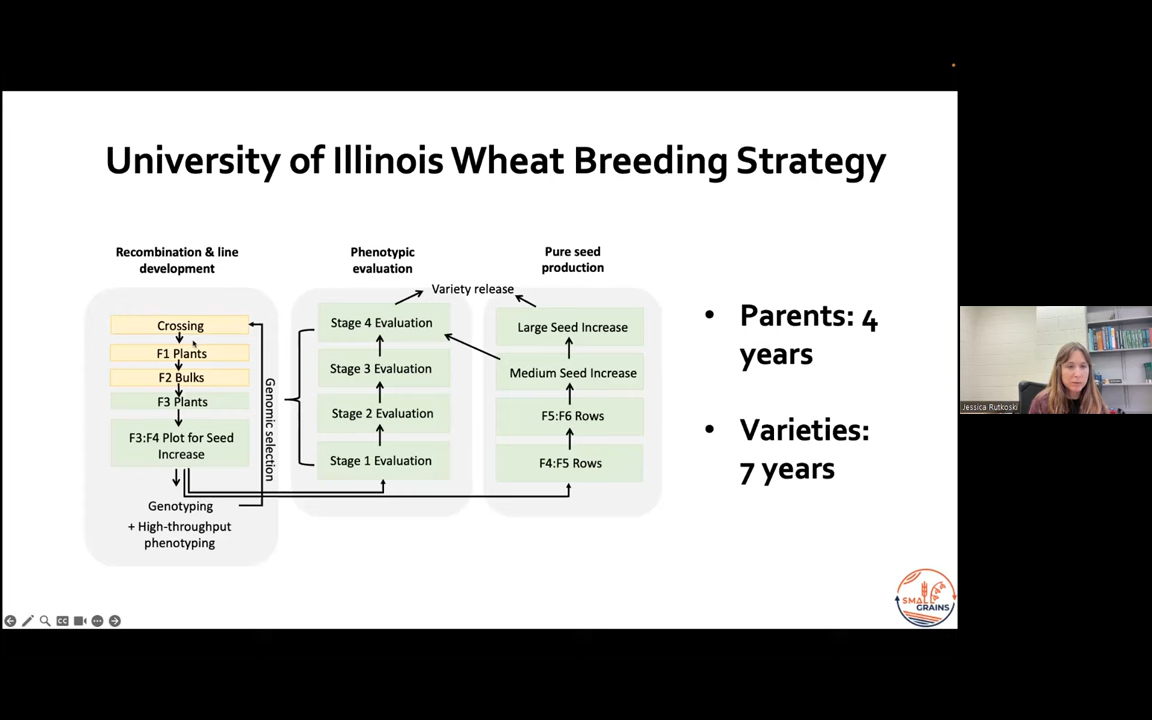 University of Illinois Wheat Breeding Strategy
Recombination & line
development
Crossing
F1 Plants
F2 Bulks
F3 Plants
F3:F4 Plot for Seed
Increase
Genotyping
+ High-throughput
phenotyping
Genomic selection
Phenotypic
evaluation
Variety release
Stage 4 Evaluation
Stage 3 Evaluation
Stage 2 Evaluation
Stage 1 Evaluation
Pure seed
production
Large Seed Increase
Medium Seed Increase
F5:F6 Rows
F4:F5 Rows
• Parents: 4
years
• Varieties:
7 years
SMALL
GRAINS
CC
Jessica Rutkoski